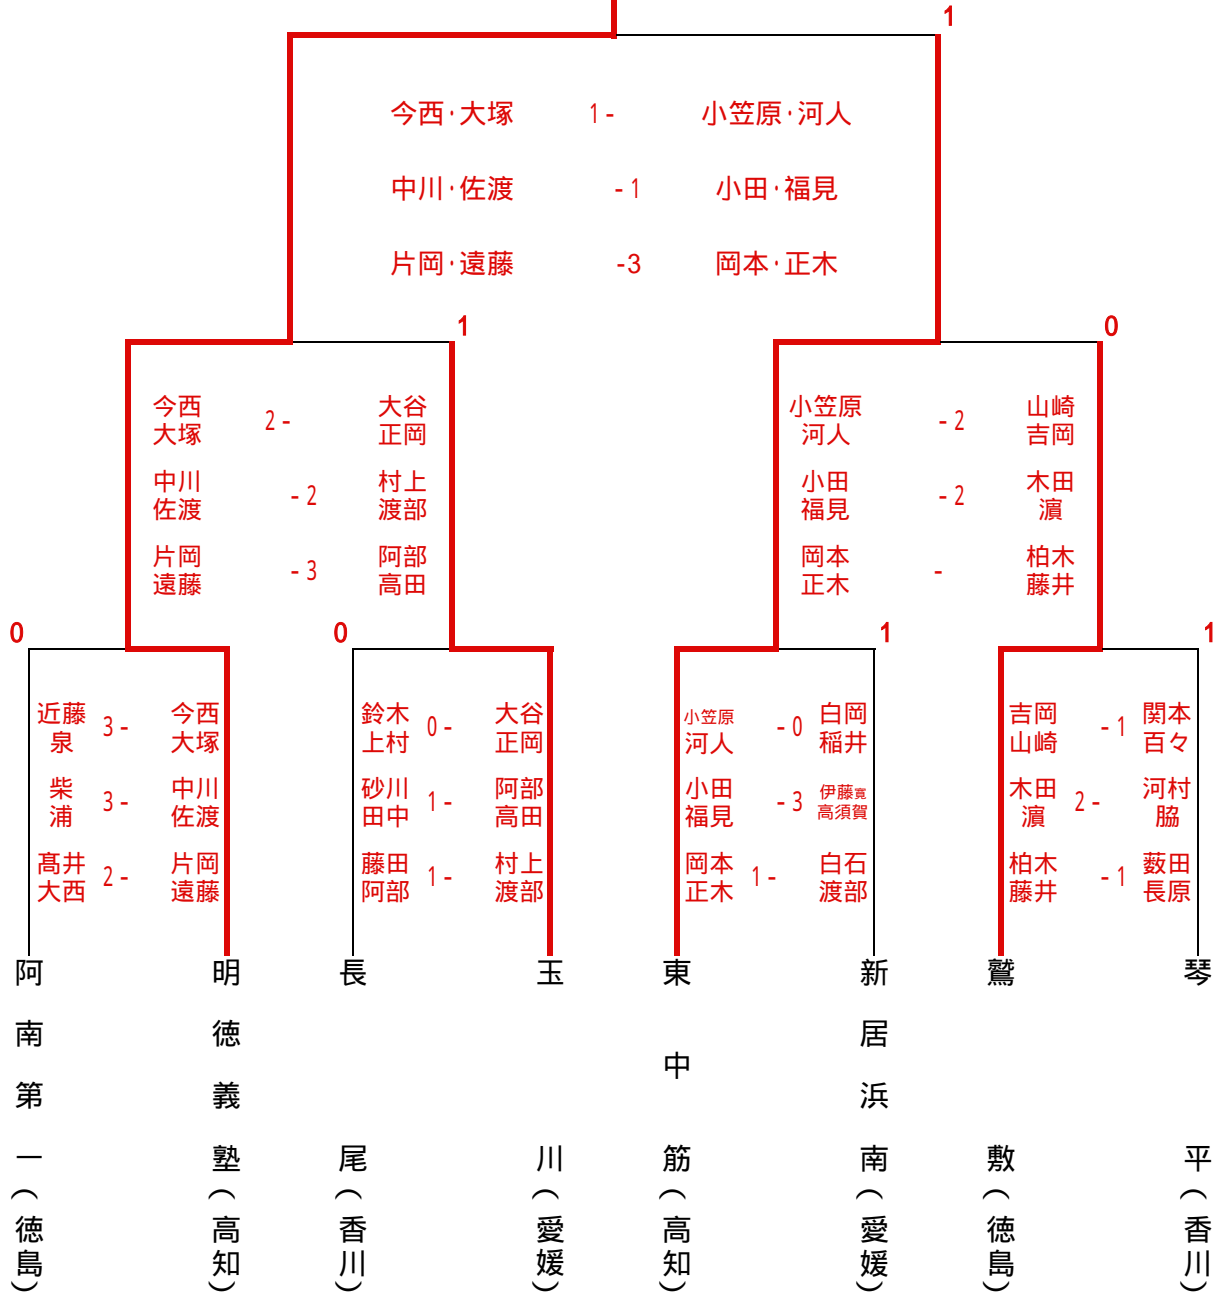 1
今西・大塚 1- 小笠原・河人
中川・佐渡 -1 小田・福見
片岡・遠藤 -3 岡本・正木
1
0
今西 大塚 2- 大谷 正岡
中川 佐渡 -2 村上 渡部
片岡 遠藤 -3 阿部 高田
小笠原 河人 -2 山崎 吉岡
小田 福見 -2 木田 濵
岡本 正木 - 柏木 藤井
0
0
1
1
近藤 泉 3- 今西 大塚
柴 浦 3- 中川 佐渡
髙井 大西 2- 片岡 遠藤
鈴木 上村 0- 大谷 正岡
砂川 田中 1- 阿部 高田
藤田 阿部 1- 村上 渡部
小笠原 河人 -0 白岡 稲井
小田 福見 -3 伊藤寛 高須賀
岡本 正木 1- 白石 渡部
吉岡 山崎 -1 関本 百々
木田 濵 2- 河村 脇
柏木 藤井 -1 薮田 長原
阿南第一(徳島)
明徳義塾(高知)
長尾(香川)
玉川(愛媛)
東中筋(高知)
新居浜南(愛媛)
鷲敷(徳島)
琴平(香川)